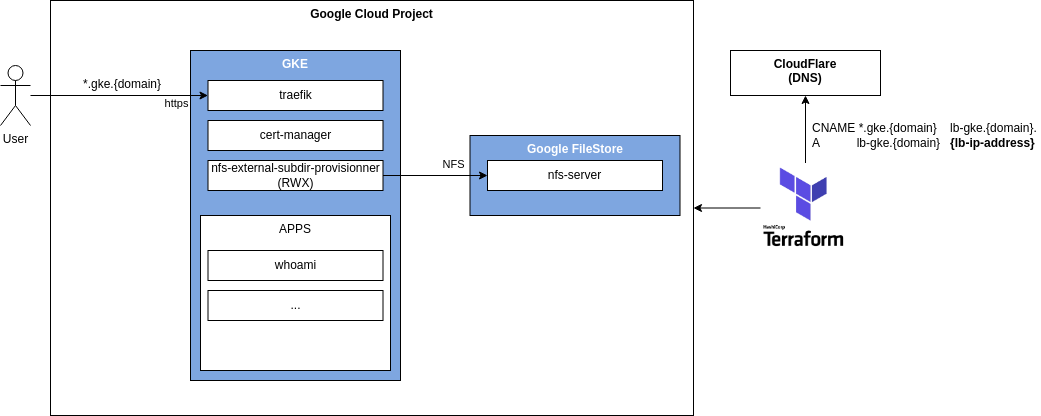 Google Cloud Project
GKE
traefik
cert-manager
nfs-external-subdir-provisionner
(RWX)
APPS
whoami
...
*.gke.{domain}
https
User
NFS
Google FileStore
nfs-server
CloudFlare
(DNS)
CNAME *.gke.{domain} lb-gke.{domain}.
A lb-gke.{domain} {lb-ip-address}
HashiCorp
Terraform